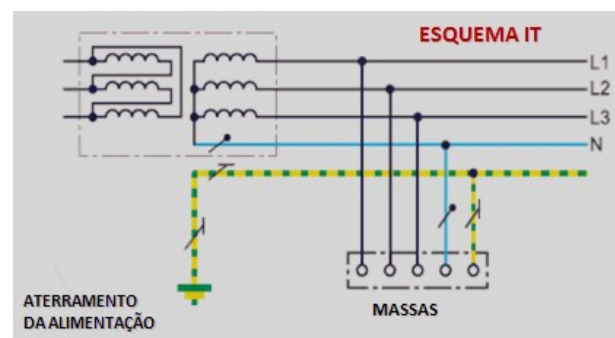 ESQUEMA IT
L1
L2
L3
N
ATERRAMENTO
DA ALIMENTAÇÃO
MASSAS